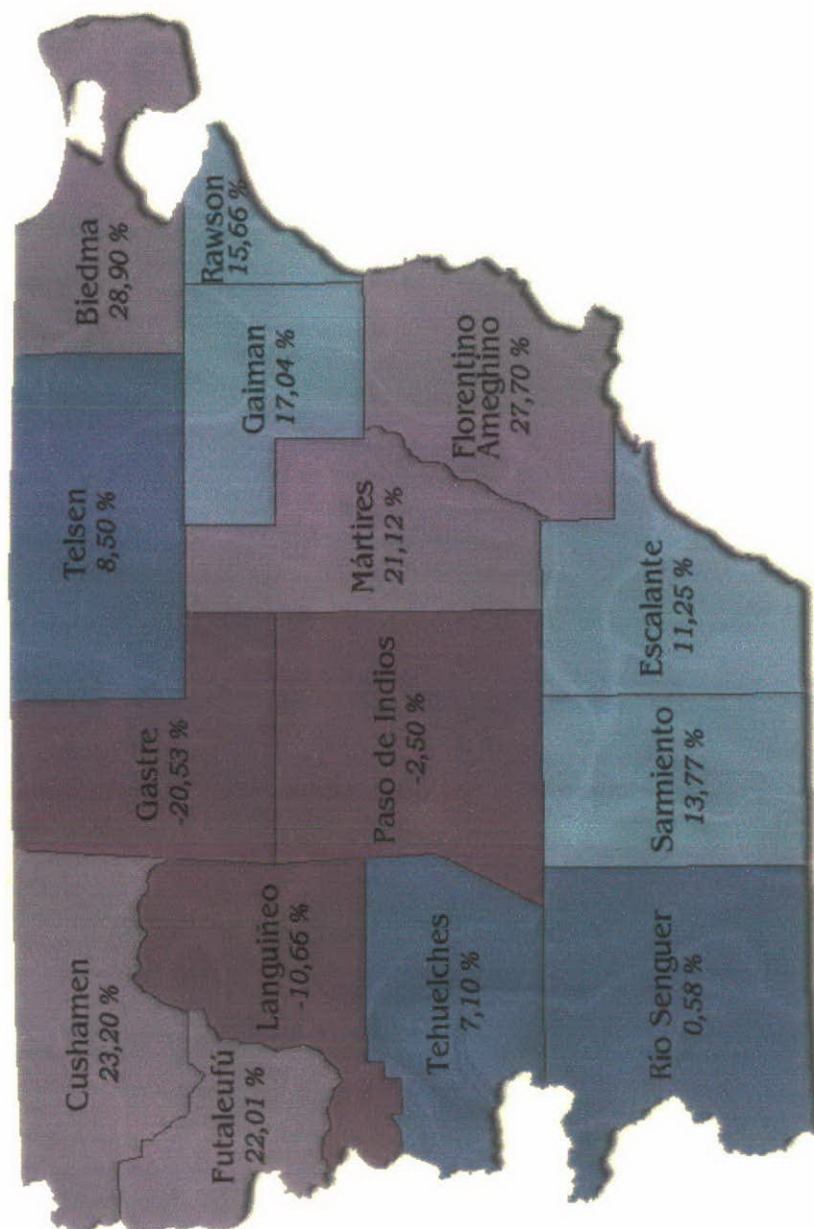 Cushamen
23,20 %
Gastre
-20,53 %
Telsen
8,50 %
Biedma
28,90 %
Futaleufú
22,01 %
Languiñeo
-10,66 %
Paso de Indios
-2,50 %
Mártires
21,12 %
Gaiman
17,04 %
Rawson
15,66 %
Tehuelches
7,10 %
Florentino
Ameghino
27,70 %
Río Senguer
0,58 %
Sarmiento
13,77 %
Escalante
11,25 %